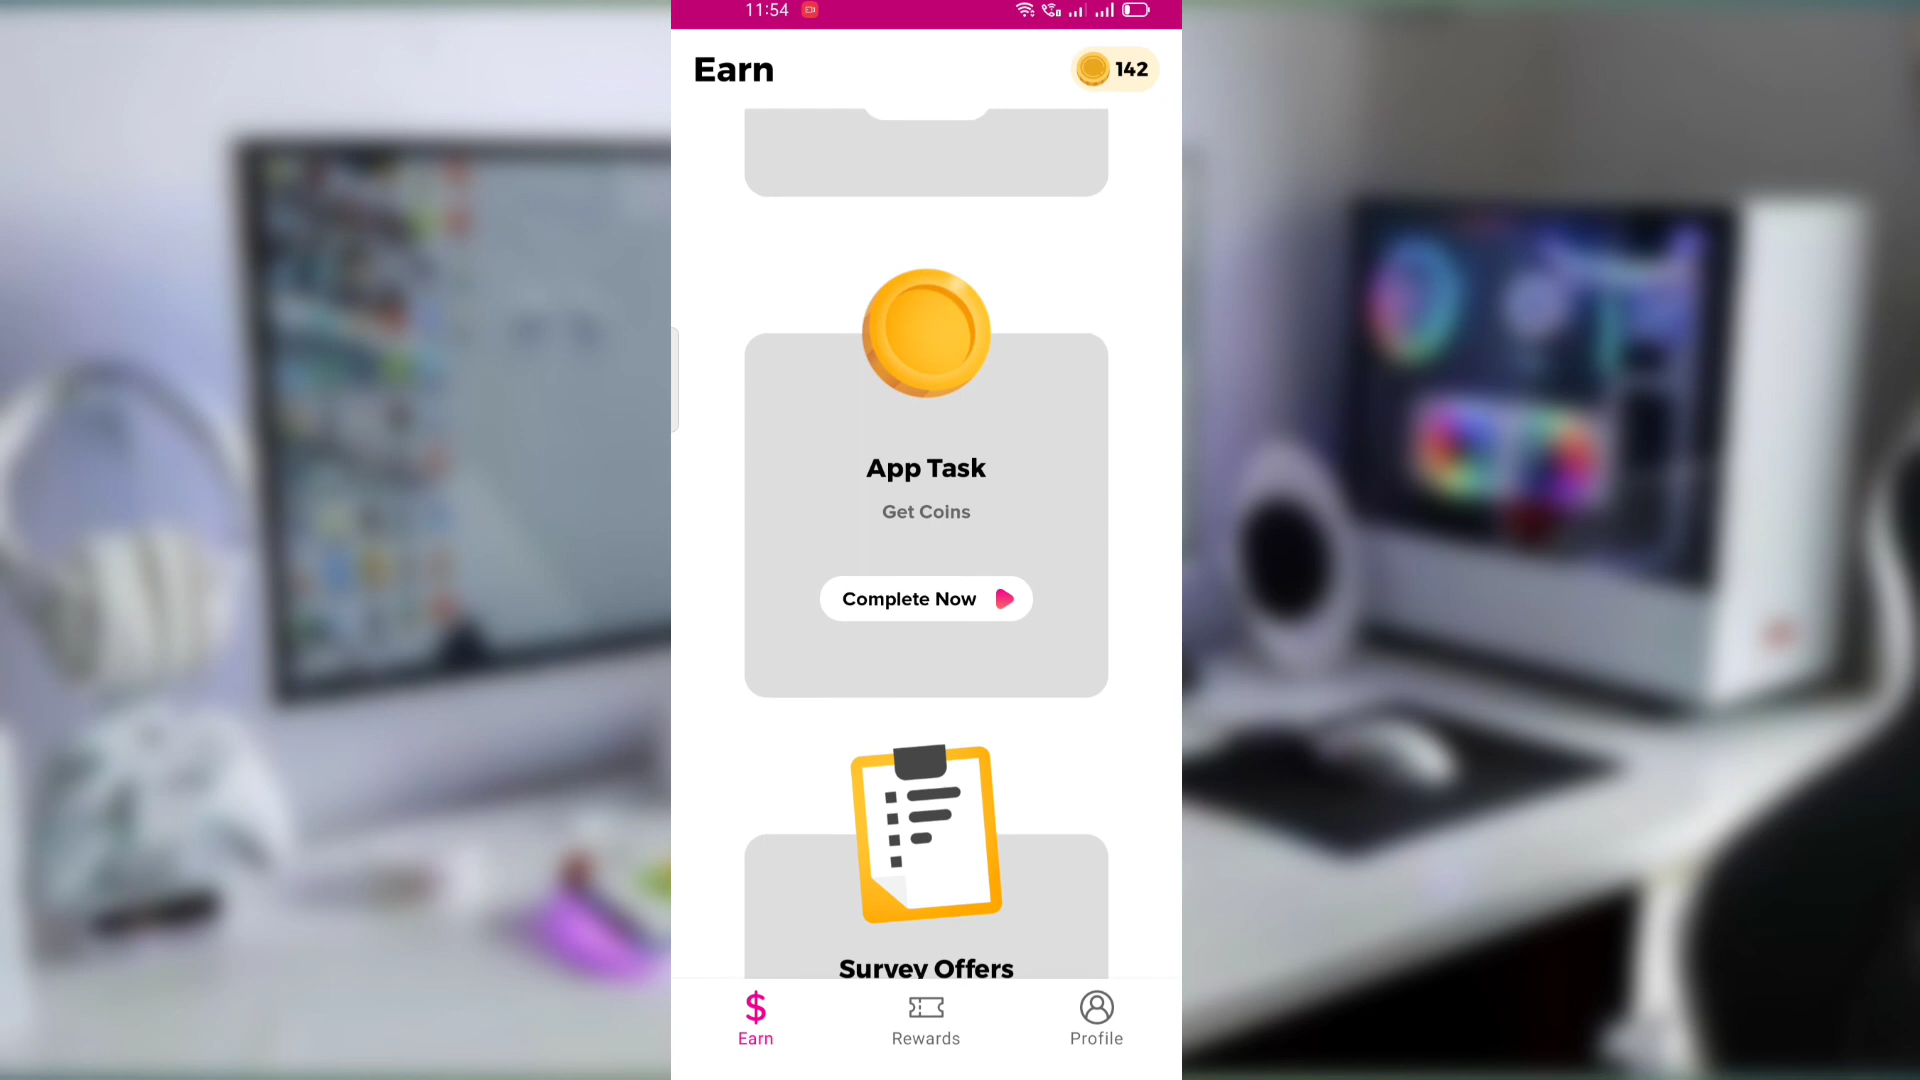 11:54
Earn
142
App Task
Get Coins
Complete Now
Survey Offers
Earn
Rewards
Profile